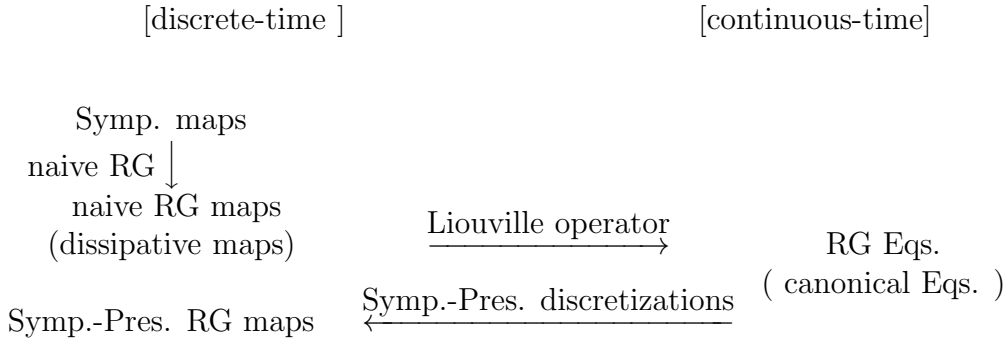 [discrete-time ] [continuous-time]
Symp. maps
naive RG
naive RG maps
(dissipative maps) Liouville operator RG Eqs.
( canonical Eqs. )
Symp.-Pres. RG maps Symp.-Pres. discretizations